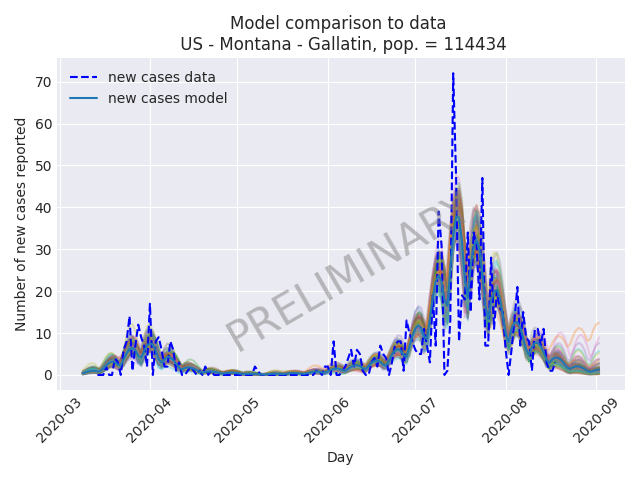 Model comparison to data
US - Montana - Gallatin, pop. = 114434
Number of new cases reported
70
60
50
40
30
20
10
0
new cases data
new cases model
PRELIMINARY
2020-03
2020-04
2020-05
2020-06
2020-07
2020-08
2020-09
Day